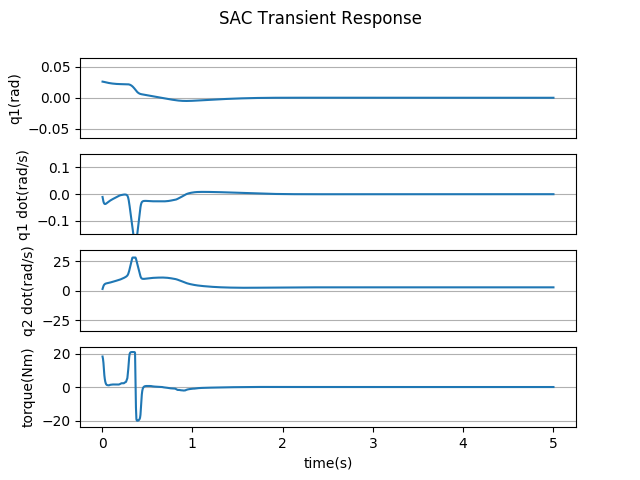 SAC Transient Response
q1(rad)
0.05
0.00
−0.05
q1 dot(rad/s)
0.1
0.0
−0.1
q2 dot(rad/s)
25
0
−25
torque(Nm)
20
0
−20
0 1 2 3 4 5
time(s)